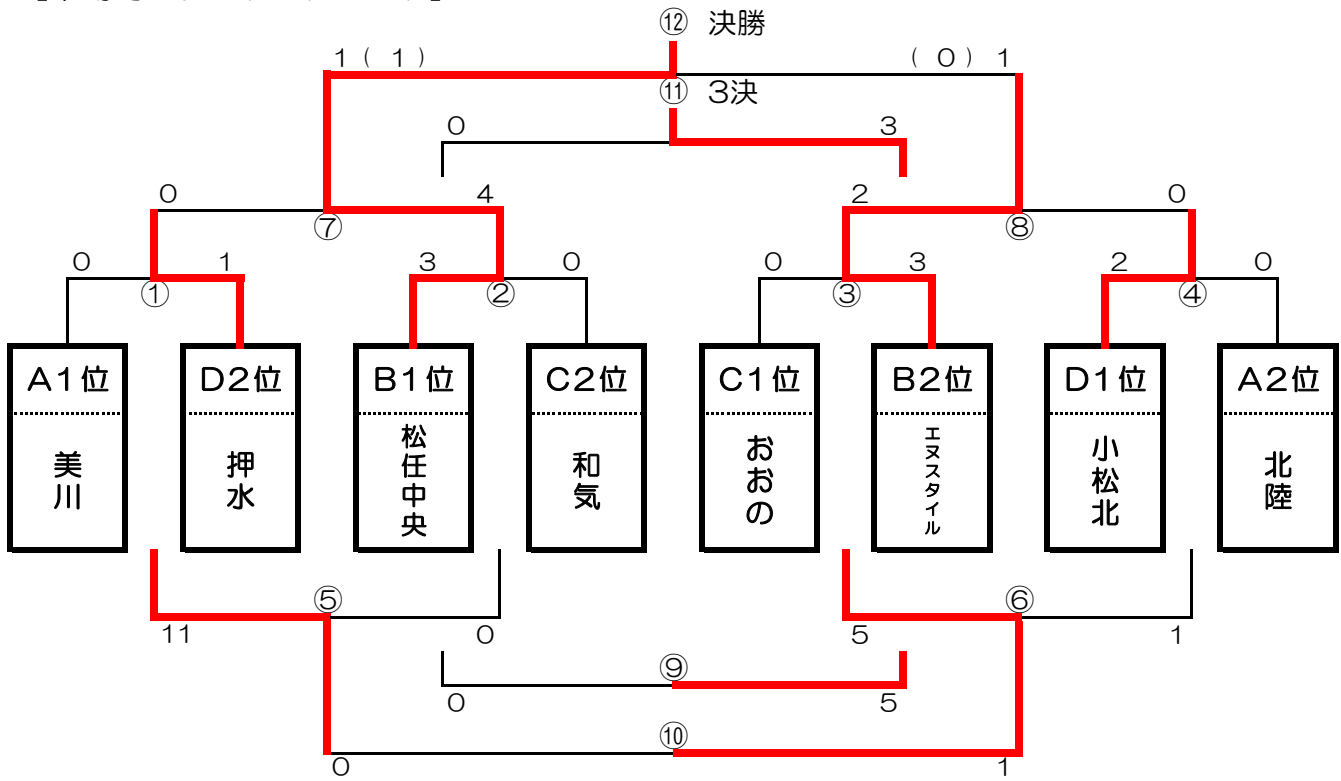 ⑫ 決勝
1 ( 1 ) ( 0 ) 1
⑪ 3決
0 3
0 4 2 0
⑦ ⑧
0 1 3 0 0 3 2 0
① ② ③ ④
A1位 D2位 B1位 C2位 C1位 B2位 D1位 A2位
美川 押水 松任中央 和気 おおの エヌスタイル 小松北 北陸
⑤ ⑥
11 0 5 1
⑨
0 5
⑩
0 1